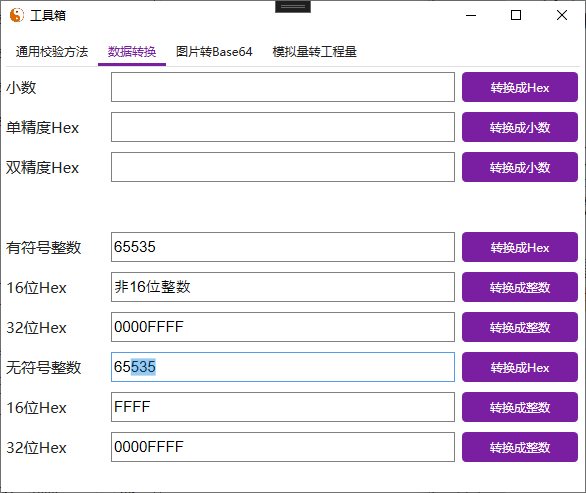 工具箱
通用校验方法 数据转换 图片转Base64 模拟量转工程量
小数 转换成Hex
单精度Hex 转换成小数
双精度Hex 转换成小数
有符号整数 65535 转换成Hex
16位Hex 非16位整数 转换成整数
32位Hex 0000FFFF 转换成整数
无符号整数 65535 转换成Hex
16位Hex FFFF 转换成整数
32位Hex 0000FFFF 转换成整数